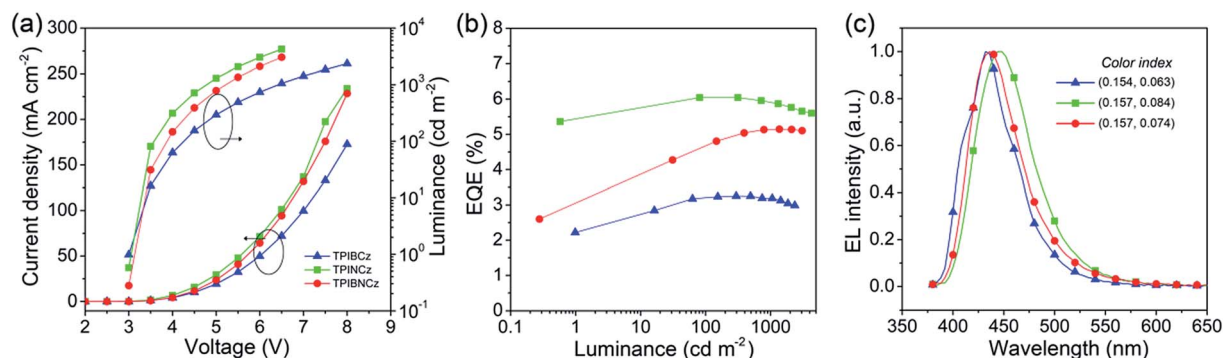 (a)
Current density (mA cm⁻²)
300
250
200
150
100
50
0
2 3 4 5 6 7 8 9
Voltage (V)
10⁴
10³
10²
10¹
10⁰
10⁻¹
Luminance (cd m⁻²)
TPIBCz
TPINCz
TPIBNCz
(b)
EQE (%)
8
7
6
5
4
3
2
1
0
0.1 1 10 100 1000
Luminance (cd m⁻²)
(c)
EL intensity (a.u.)
1.0
0.8
0.6
0.4
0.2
0.0
350 400 450 500 550 600 650
Wavelength (nm)
Color index
(0.154, 0.063)
(0.157, 0.084)
(0.157, 0.074)